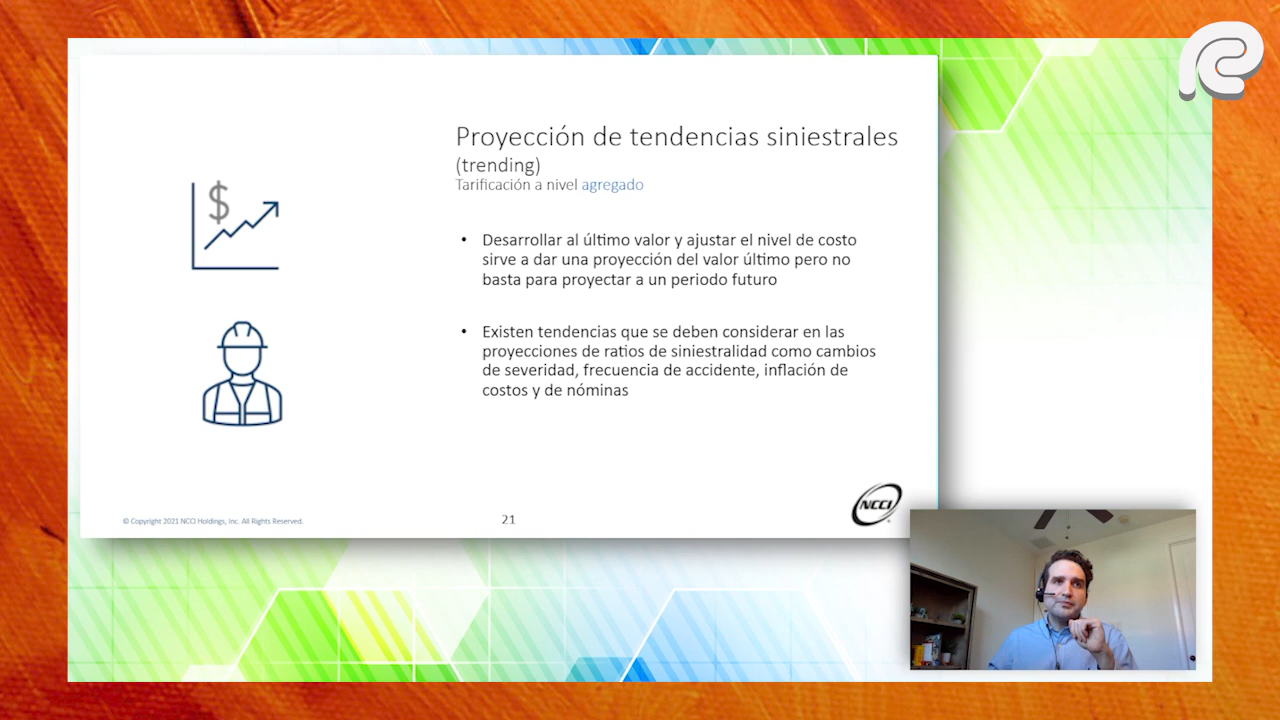 Proyección de tendencias siniestrales
(trending)
Tarificación a nivel agregado
$
• Desarrollar al último valor y ajustar el nivel de costo
sirve a dar una proyección del valor último pero no
basta para proyectar a un periodo futuro
• Existen tendencias que se deben considerar en las
proyecciones de ratios de siniestralidad como cambios
de severidad, frecuencia de accidente, inflación de
costos y de nóminas
© Copyright 2021 NCCI Holdings, Inc. All Rights Reserved.
21
NCCI